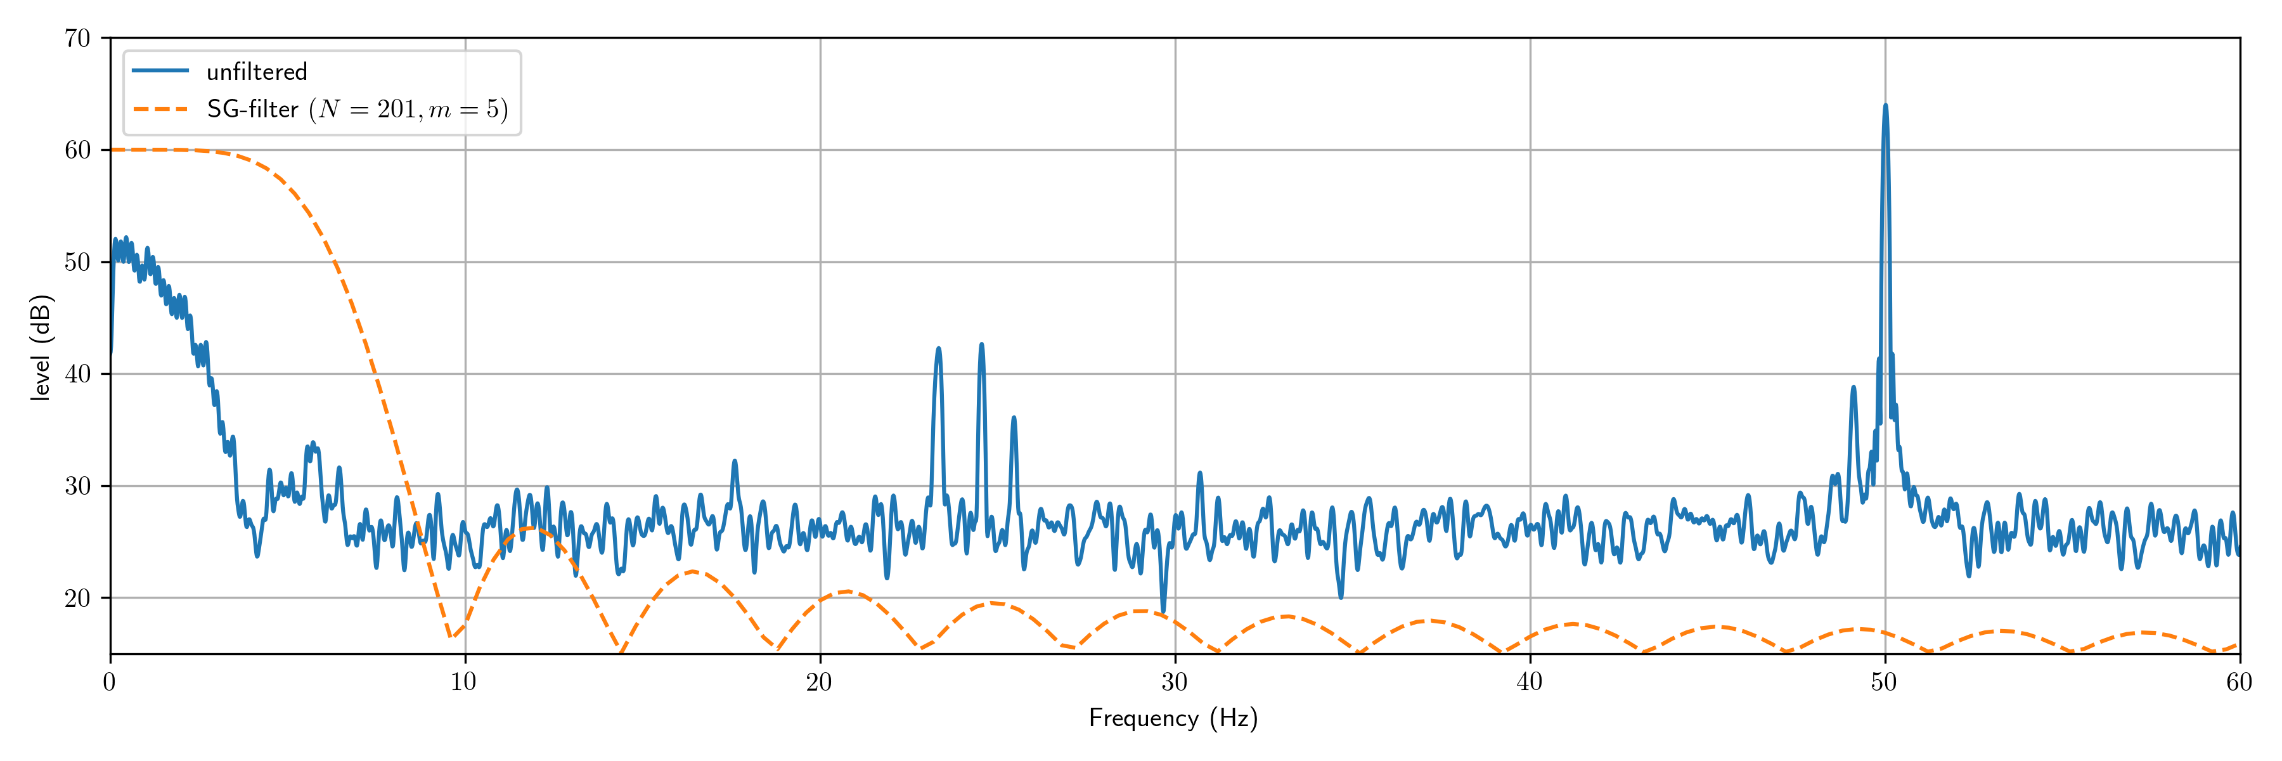 70
unfiltered
SG-filter (N = 201, m = 5)
60
50
level (dB)
40
30
20
0 10 20 30 40 50 60
Frequency (Hz)